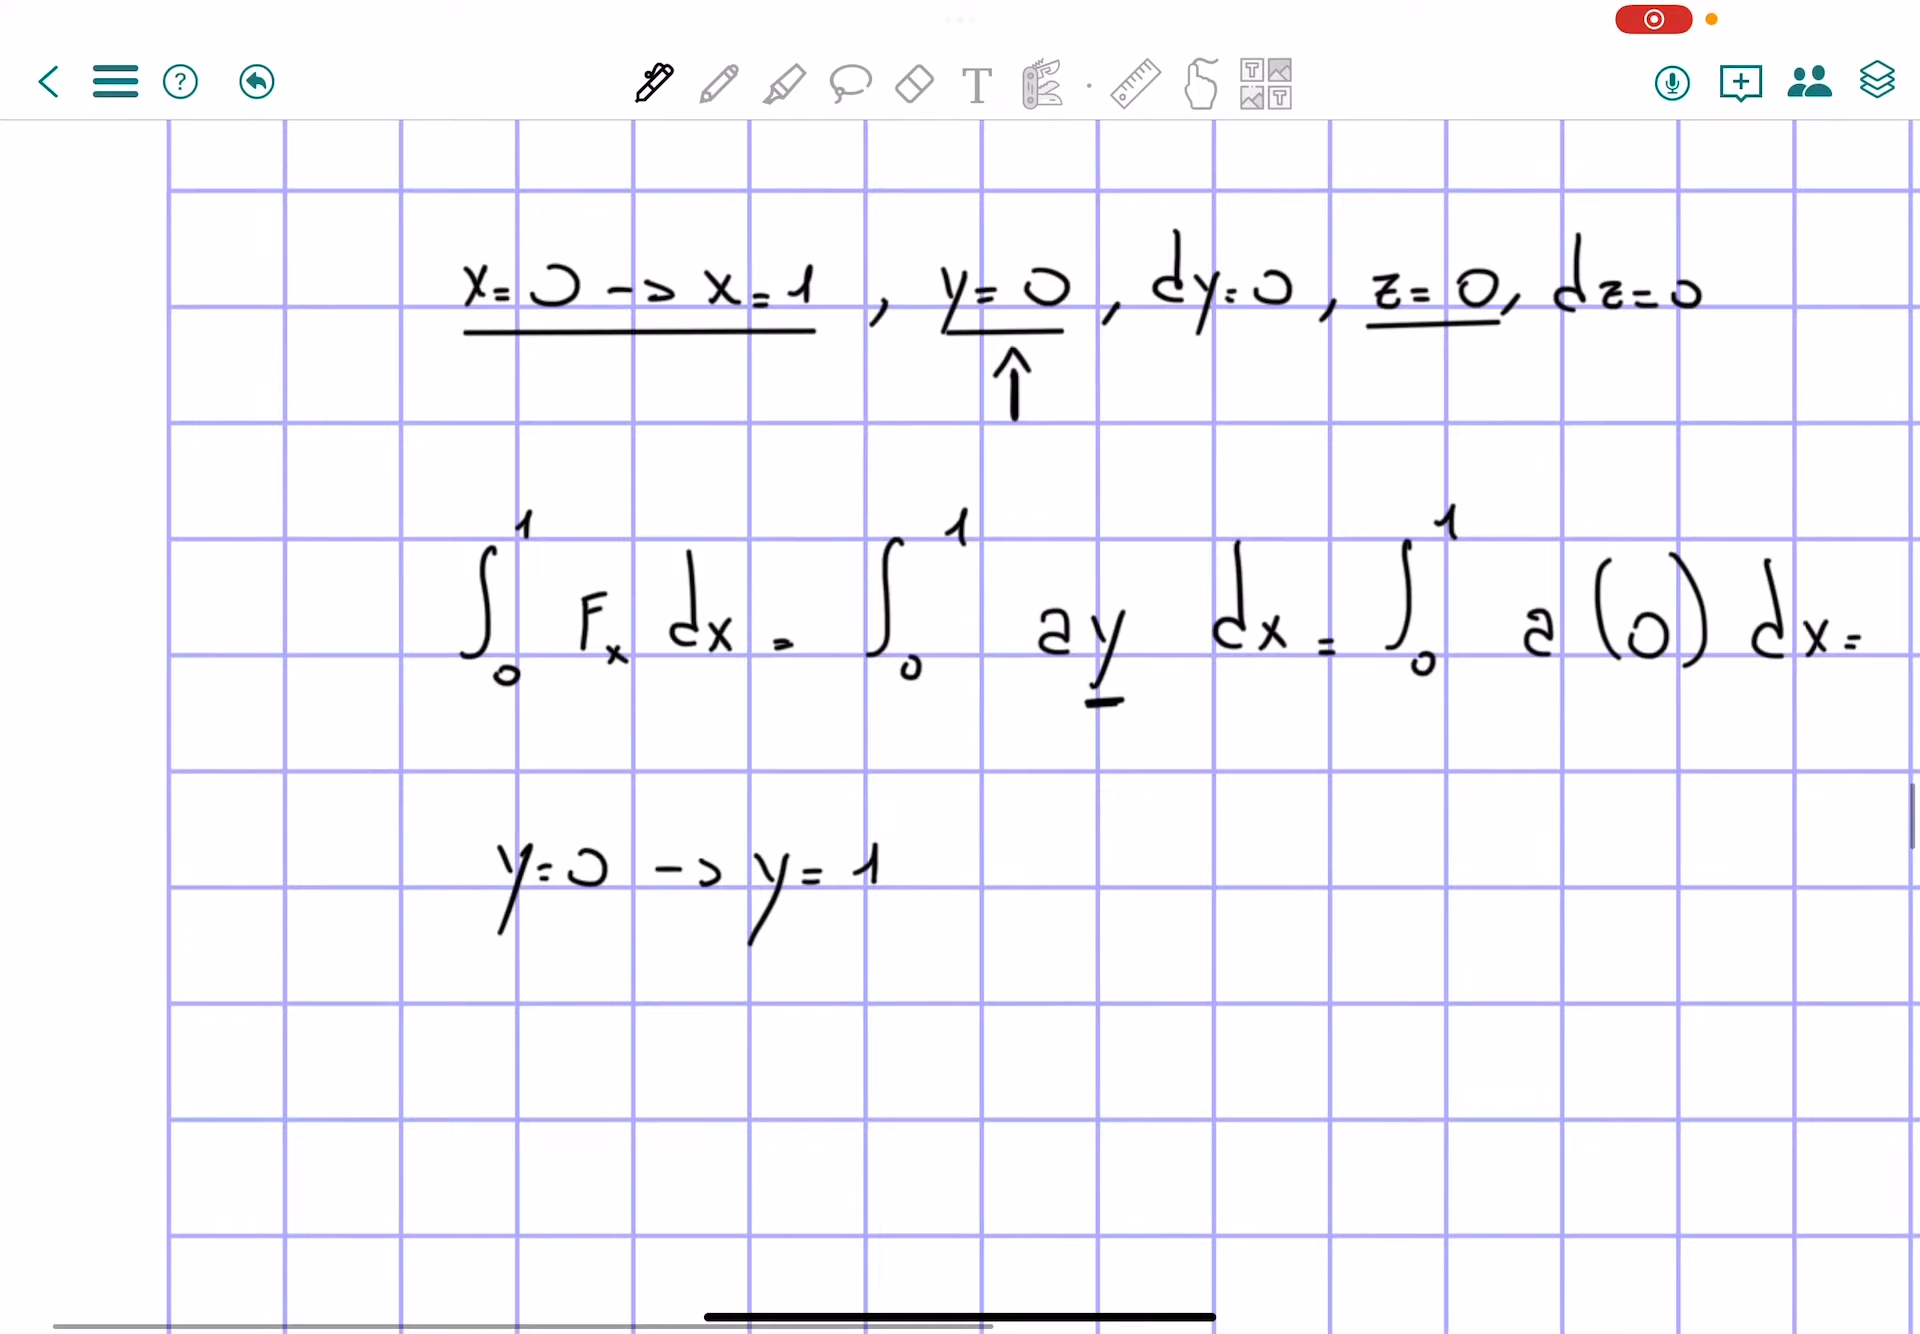 x=0 -> x=1 , y=0 , dy=0 , z=0, dz=0
↑
∫₀¹ Fₓ dx = ∫₀¹ ay dx = ∫₀¹ a(0) dx =
y=0 -> y=1